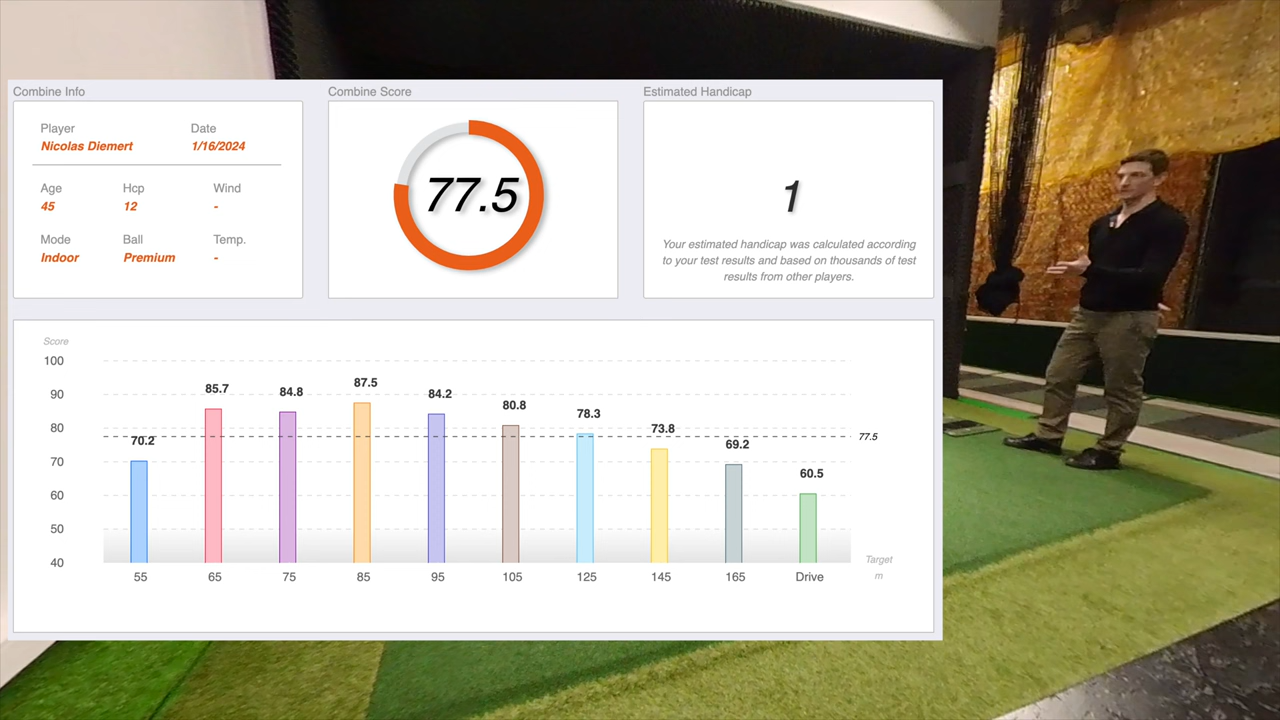 Combine Info
Combine Score
Estimated Handicap
Player
Date
Nicolas Diemert
1/16/2024
Age
Hcp
Wind
45
12
-
Mode
Ball
Temp.
Indoor
Premium
-
77.5
1
Your estimated handicap was calculated according
to your test results and based on thousands of test
results from other players.
Score
100
90
80
70
60
50
40
70.2
85.7
84.8
87.5
84.2
80.8
78.3
73.8
69.2
60.5
77.5
55
65
75
85
95
105
125
145
165
Drive
Target
m